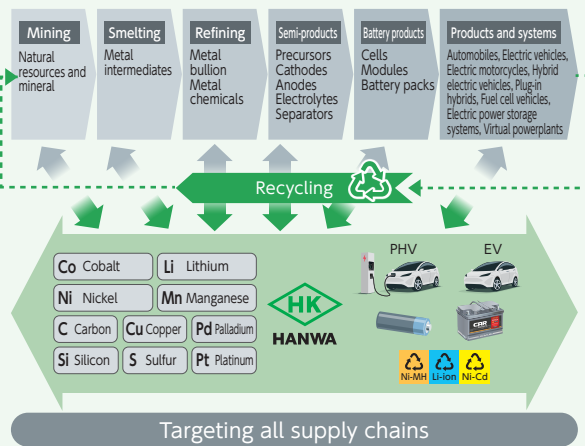 Mining
Natural
resources and
mineral
Smelting
Metal
intermediates
Refining
Metal
bullion
Metal
chemicals
Semi-products
Precursors
Cathodes
Anodes
Electrolytes
Separators
Battery products
Cells
Modules
Battery packs
Products and systems
Automobiles, Electric vehicles,
Electric motorcycles, Hybrid
electric vehicles, Plug-in
hybrids, Fuel cell vehicles,
Electric power storage
systems, Virtual powerplants
Recycling
Co Cobalt
Li Lithium
Ni Nickel
Mn Manganese
C Carbon
Cu Copper
Pd Palladium
Si Silicon
S Sulfur
Pt Platinum
HK
HANWA
PHV
EV
Ni-MH
Li-ion
Ni-Cd
Targeting all supply chains